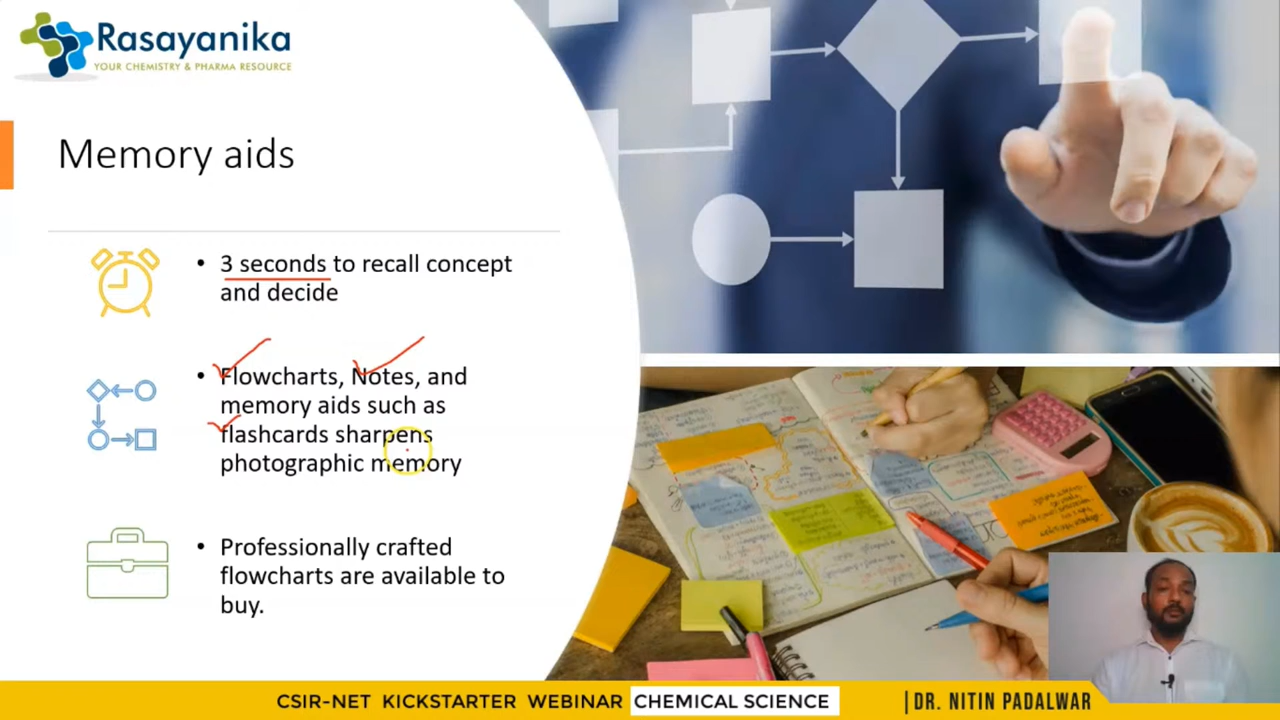 Rasayanika
YOUR CHEMISTRY & PHARMA RESOURCE
Memory aids
• 3 seconds to recall concept
and decide
• Flowcharts, Notes, and
memory aids such as
flashcards sharpens
photographic memory
• Professionally crafted
flowcharts are available to
buy.
CSIR-NET KICKSTARTER WEBINAR CHEMICAL SCIENCE
|DR. NITIN PADALWAR